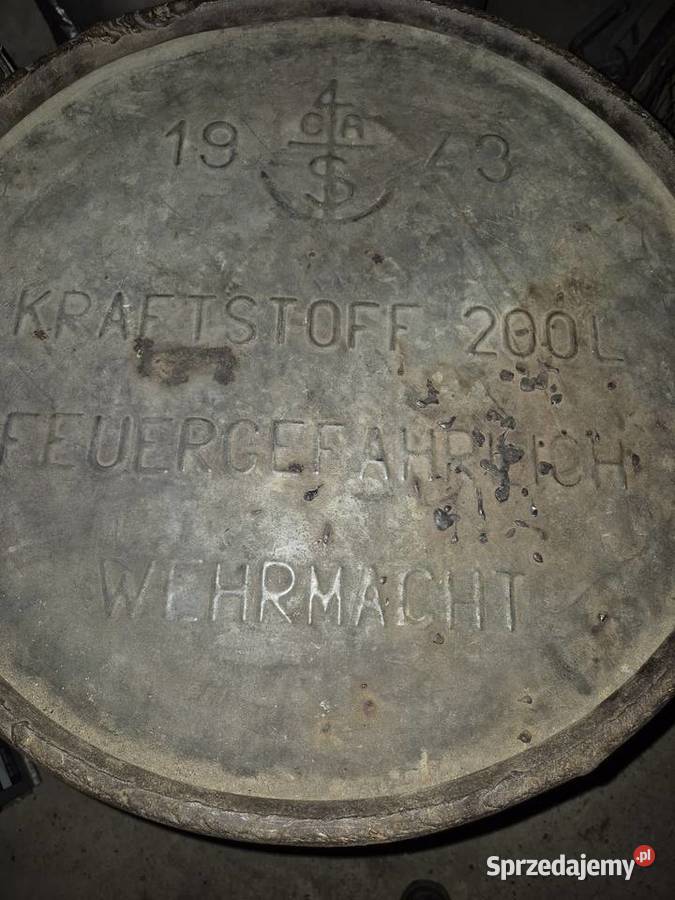 19 G R S 43
KRAFTSTOFF 200L
FEUERGEFÄHRLICH
WEHRMACHT
Sprzedajemy.pl